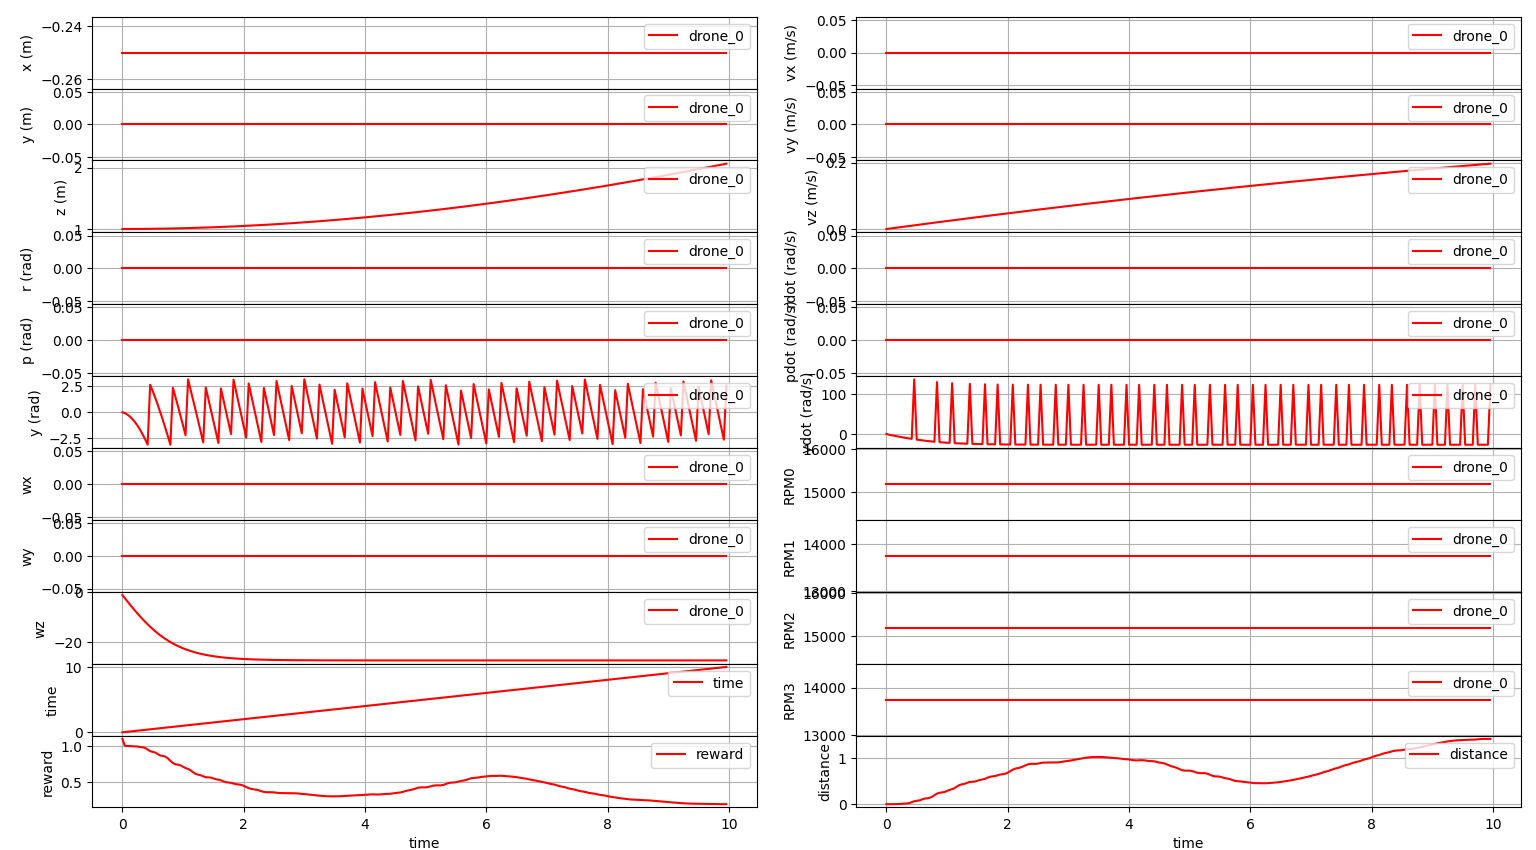 x (m)
−0.24
−0.26
drone_0
y (m)
0.05
0.00
−0.05
drone_0
z (m)
2
1
drone_0
r (rad)
0.05
0.00
−0.05
drone_0
p (rad)
0.05
0.00
−0.05
drone_0
y (rad)
2.5
0.0
−2.5
drone_0
wx
0.05
0.00
−0.05
drone_0
wy
0.05
0.00
−0.05
drone_0
wz
0
−20
drone_0
time
10
0
time
reward
1.0
0.5
reward
0 2 4 6 8 10
time
vx (m/s)
0.05
0.00
−0.05
drone_0
vy (m/s)
0.05
0.00
−0.05
drone_0
vz (m/s)
0.2
0.0
drone_0
rdot (rad/s)
0.05
0.00
−0.05
drone_0
pdot (rad/s)
0.05
0.00
−0.05
drone_0
ydot (rad/s)
100
0
drone_0
RPM0
16000
15000
drone_0
RPM1
14000
13000
drone_0
RPM2
16000
15000
drone_0
RPM3
14000
13000
drone_0
distance
1
0
distance
0 2 4 6 8 10
time